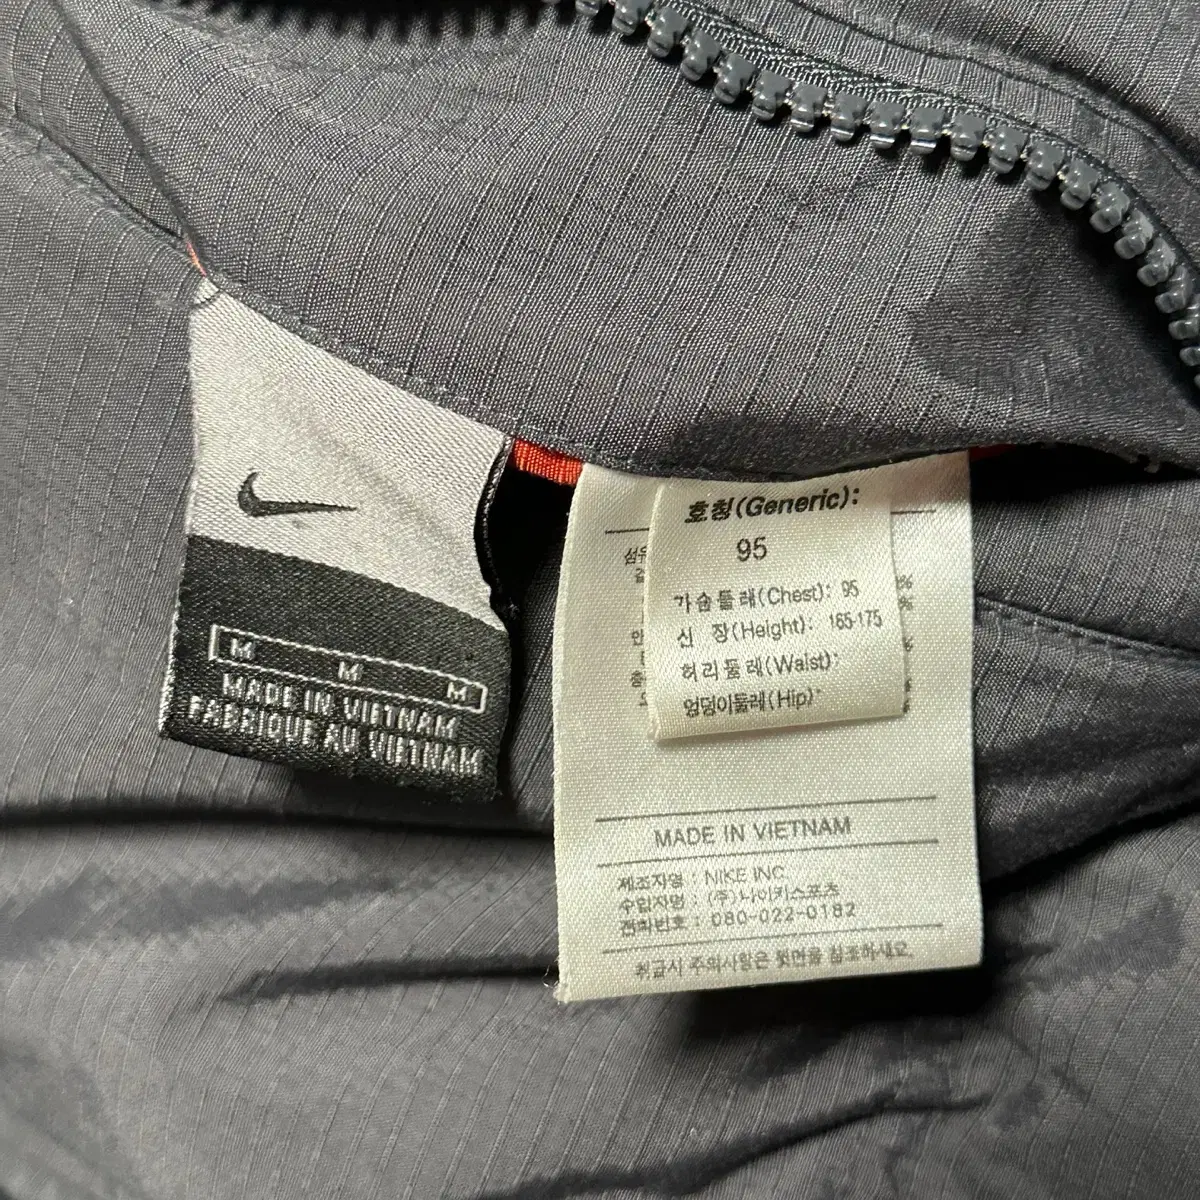 M M M
MADE IN VIETNAM
FABRIQUE AU VIETNAM
호칭(Generic):
95
가슴둘레(Chest): 95
신 장(Height): 165-175
허리둘레(Waist):
엉덩이둘레(Hip):
MADE IN VIETNAM
제조자명 : NIKE INC.
수입자명 : (주)나이키스포츠
전화번호 : 080-022-0182
취급시 주의사항은 뒷면을 참조하세요.